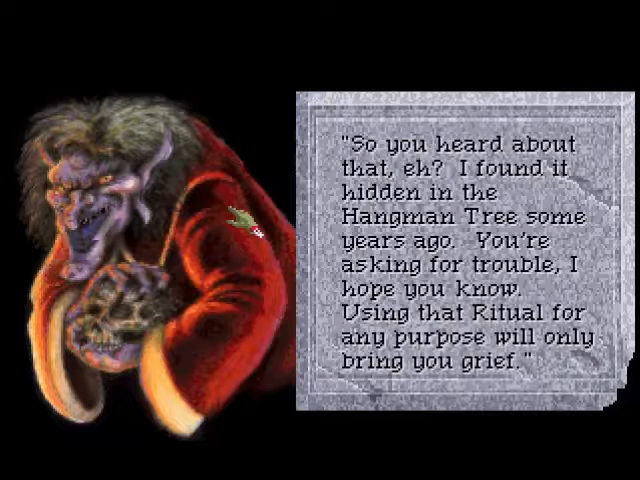 "So you heard about
that, eh?  I found it
hidden in the
Hangman Tree some
years ago.  You're
asking for trouble, I
hope you know.
Using that Ritual for
any purpose will only
bring you grief."